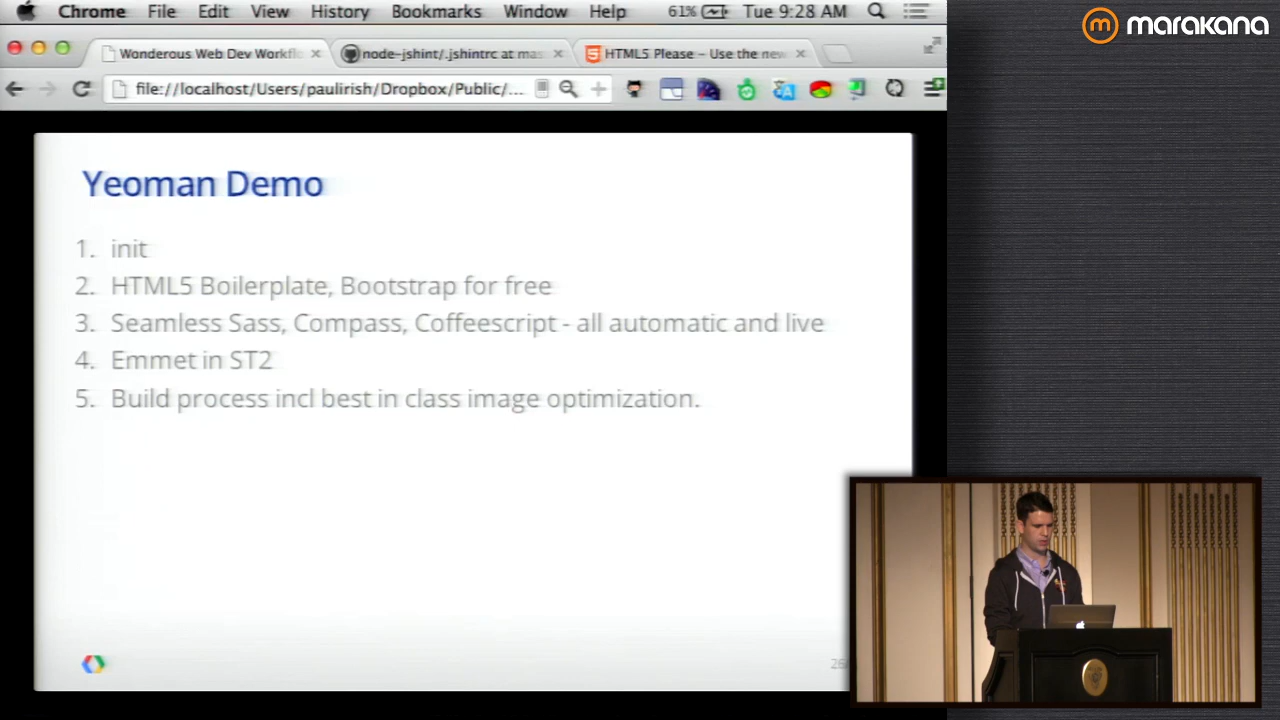 Chrome File Edit View History Bookmarks Window Help 61% Tue 9:28 AM
marakana
Wonderous Web Dev Workfl
node-jshint/.jshintrc at mas
HTML5 Please - Use the new
file://localhost/Users/paulirish/Dropbox/Public/...
Yeoman Demo
1. init
2. HTML5 Boilerplate, Bootstrap for free
3. Seamless Sass, Compass, Coffeescript - all automatic and live
4. Emmet in ST2
5. Build process incl best in class image optimization.